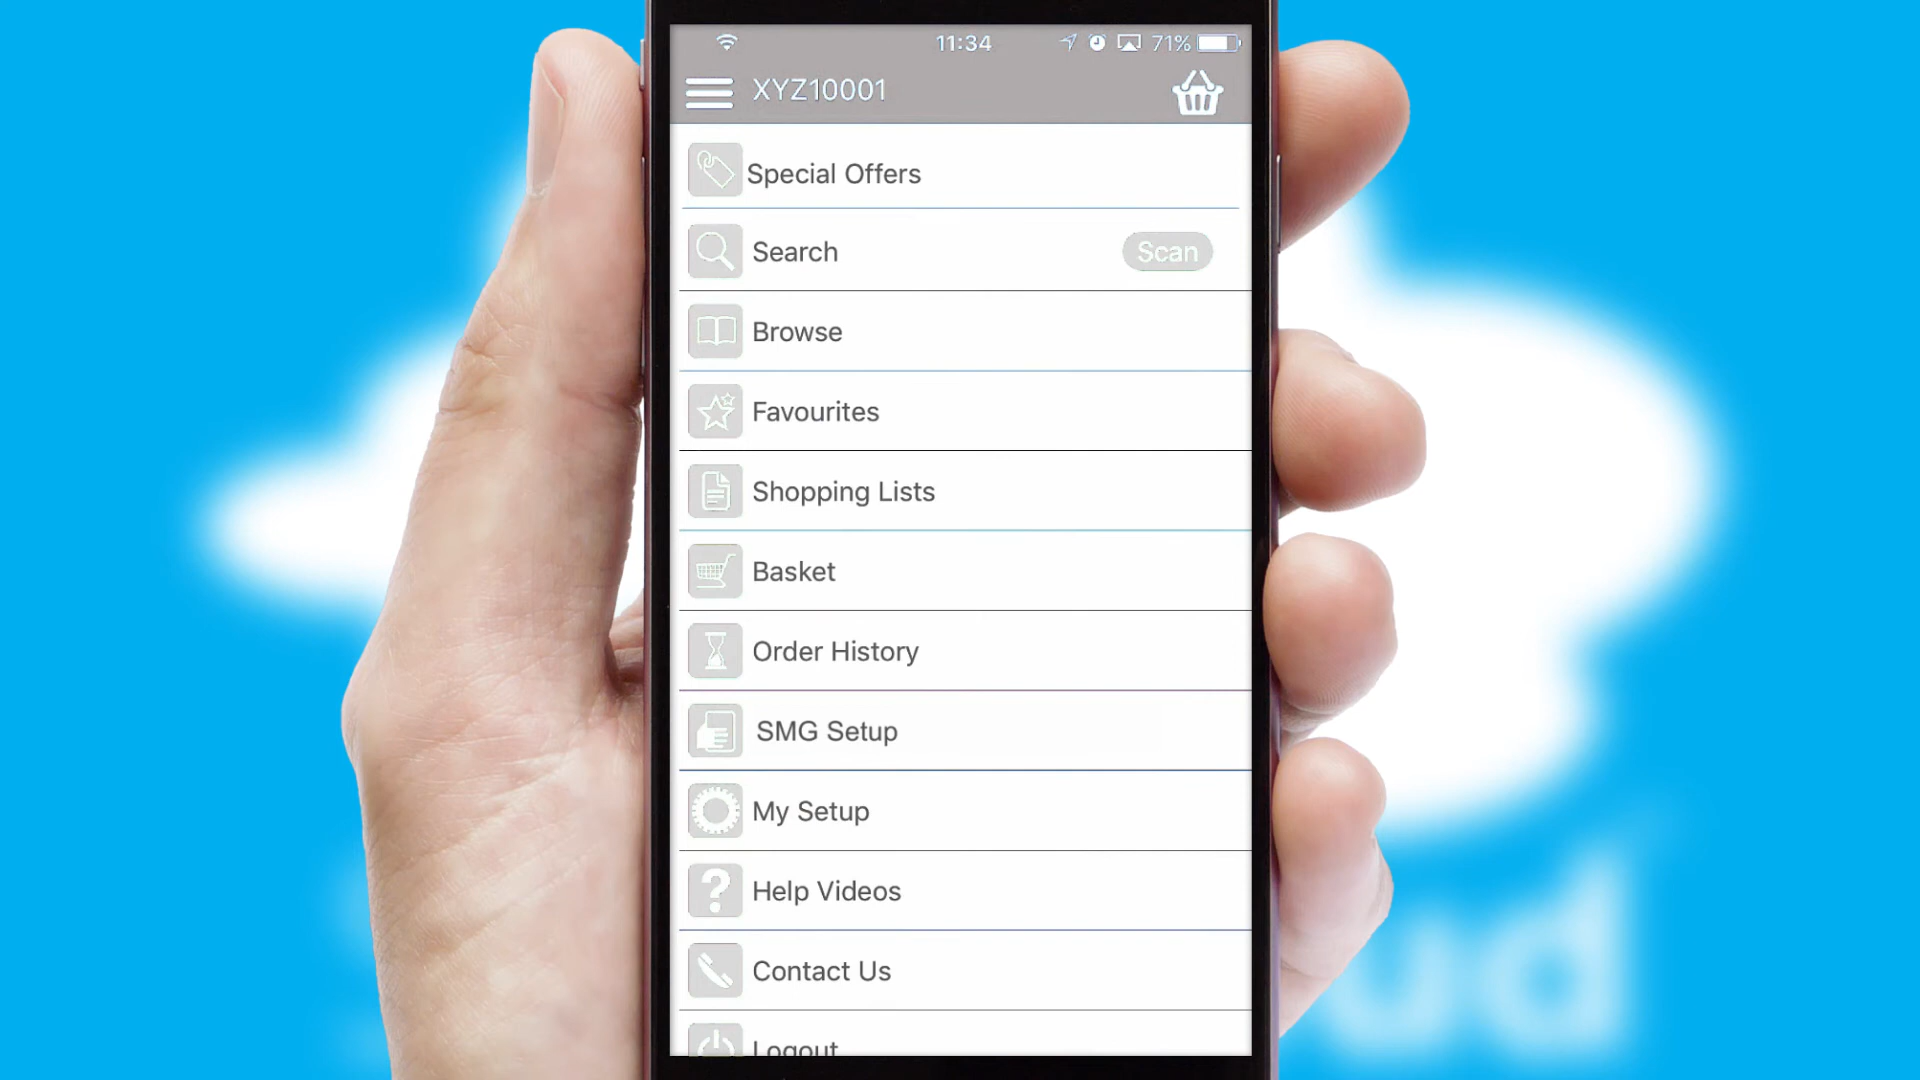 11:34 71%
XYZ10001
Special Offers
Search Scan
Browse
Favourites
Shopping Lists
Basket
Order History
SMG Setup
My Setup
Help Videos
Contact Us
Logout
ud